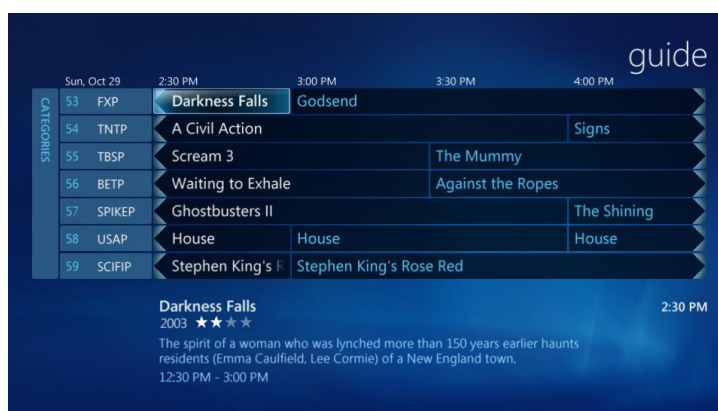 guide
Sun, Oct 29 2:30 PM 3:00 PM 3:30 PM 4:00 PM
CATEGORIES
53 FXP Darkness Falls Godsend
54 TNTP A Civil Action Signs
55 TBSP Scream 3 The Mummy
56 BETP Waiting to Exhale Against the Ropes
57 SPIKEP Ghostbusters II The Shining
58 USAP House House House
59 SCIFIP Stephen King's R Stephen King's Rose Red
Darkness Falls 2:30 PM
2003
The spirit of a woman who was lynched more than 150 years earlier haunts
residents (Emma Caulfield, Lee Cormie) of a New England town.
12:30 PM - 3:00 PM